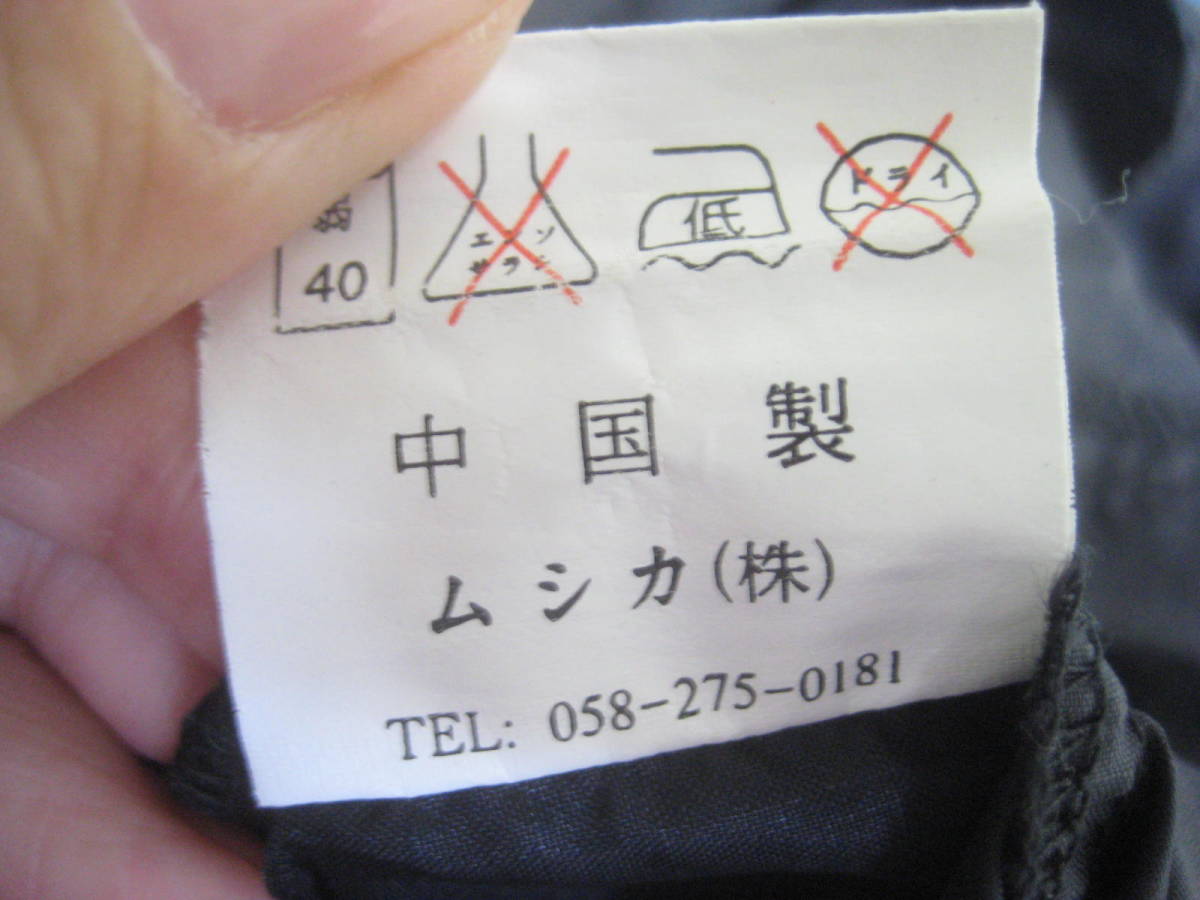 弱
40
エンソ
サラシ
低
ドライ
中国製
ムシカ(株)
TEL: 058-275-0181